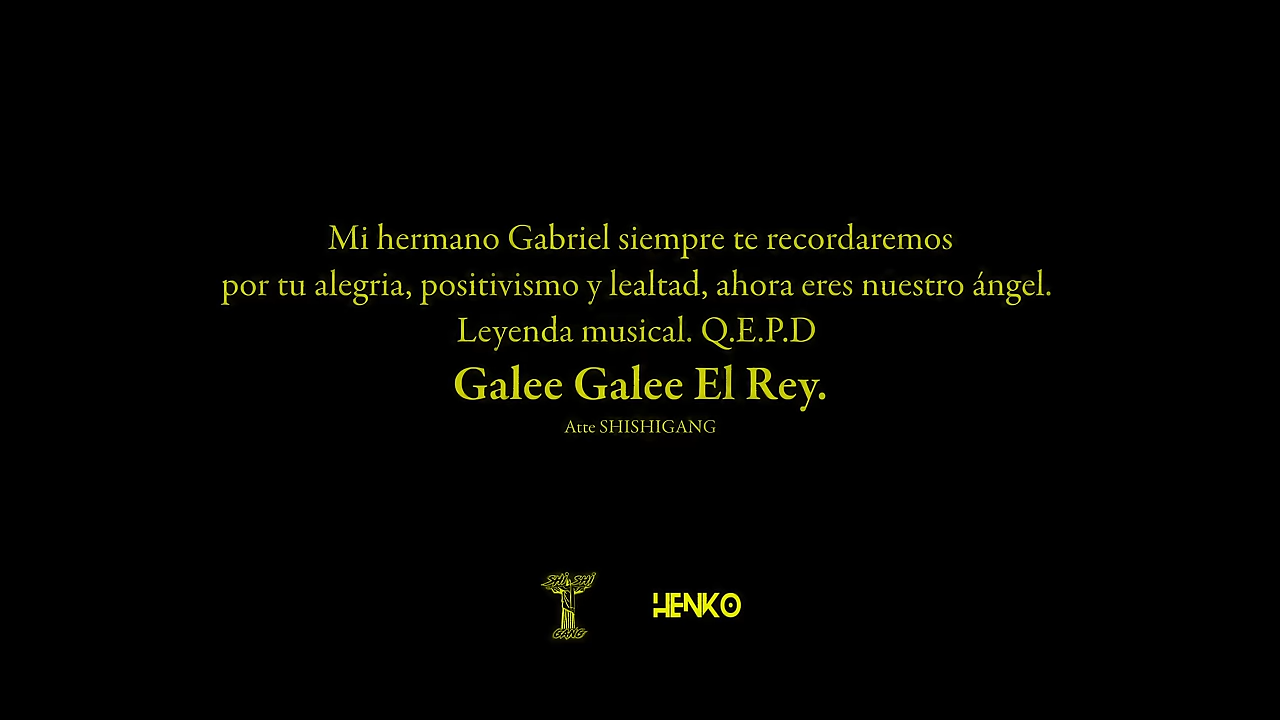 Mi hermano Gabriel siempre te recordaremos
por tu alegria, positivismo y lealtad, ahora eres nuestro ángel.
Leyenda musical. Q.E.P.D
Galee Galee El Rey.
Atte SHISHIGANG
SHI SHI
GANG
HENKO